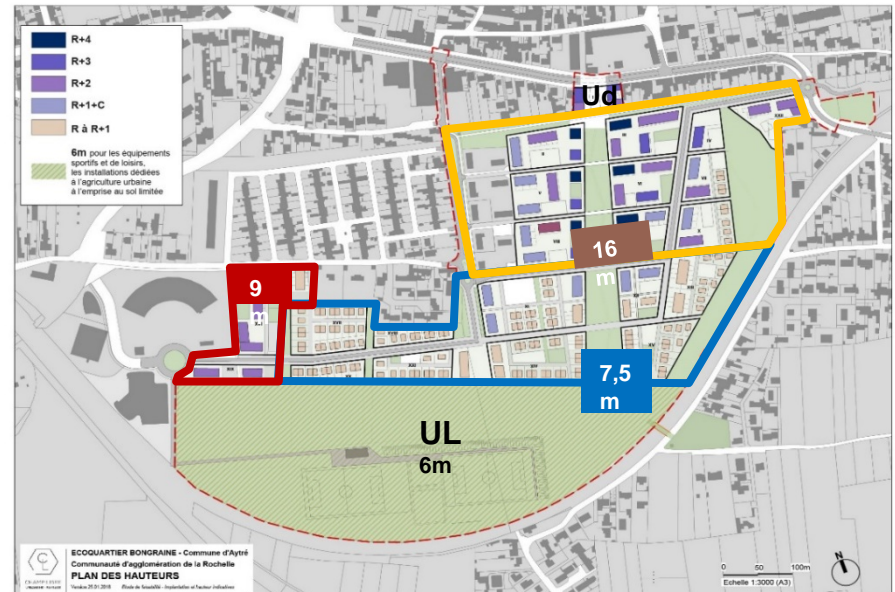 R+4
R+3
R+2
R+1+C
R à R+1
6m pour les équipements
sportifs et de loisirs,
les installations dédiées
à l'agriculture urbaine
à l'emprise au sol limitée
Ud
16
m
9
m
7,5
m
UL
6m
ECOQUARTIER BONGRAINE - Commune d'Aytré
Communauté d'agglomération de la Rochelle
PLAN DES HAUTEURS
0 50 100m
Echelle 1:3000 (A3)
N